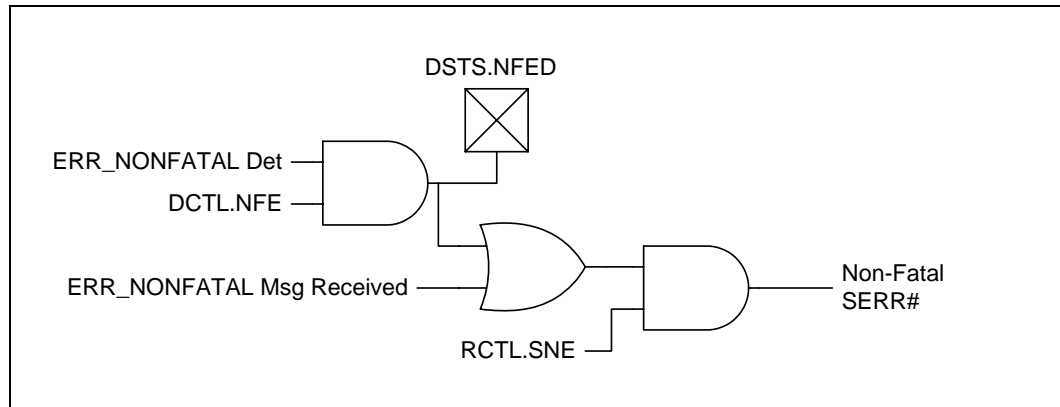 DSTS.NFED
ERR_NONFATAL Det
DCTL.NFE
ERR_NONFATAL Msg Received
Non-Fatal
SERR#
RCTL.SNE